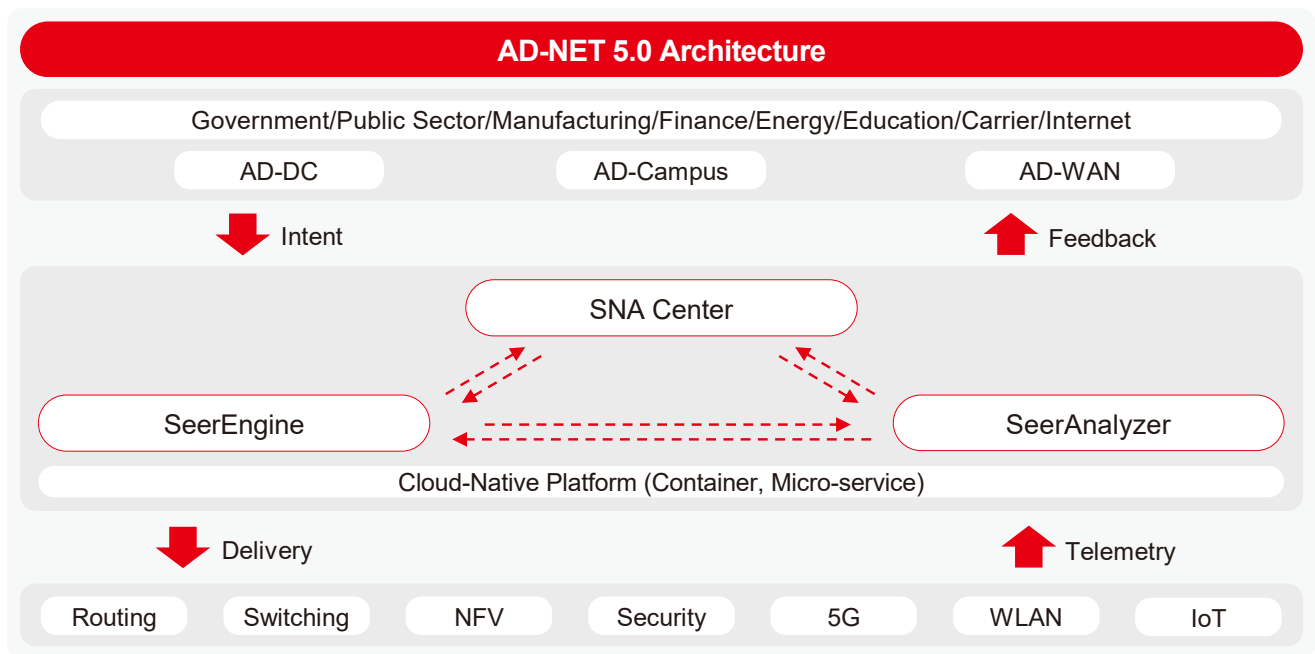 AD-NET 5.0 Architecture
Government/Public Sector/Manufacturing/Finance/Energy/Education/Carrier/Internet
AD-DC
AD-Campus
AD-WAN
Intent
Feedback
SNA Center
SeerEngine
SeerAnalyzer
Cloud-Native Platform (Container, Micro-service)
Delivery
Telemetry
Routing
Switching
NFV
Security
5G
WLAN
IoT